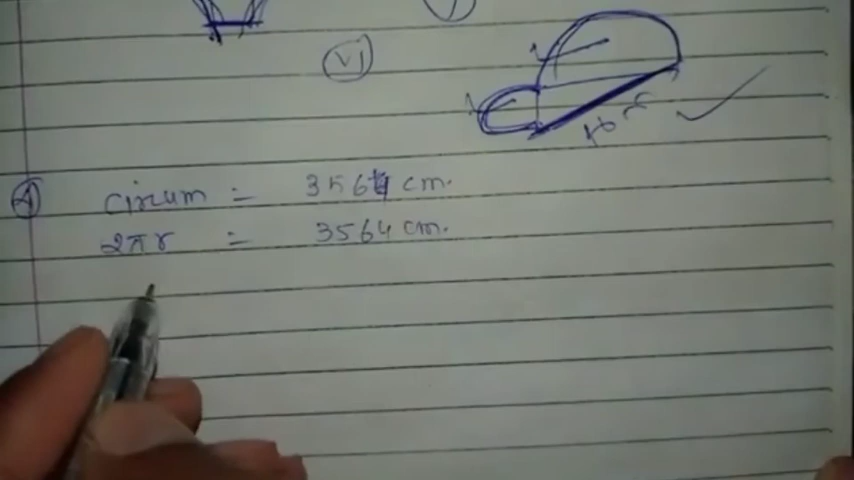 (vi)
④ circum = 3564 cm.
2πr = 3564 cm.